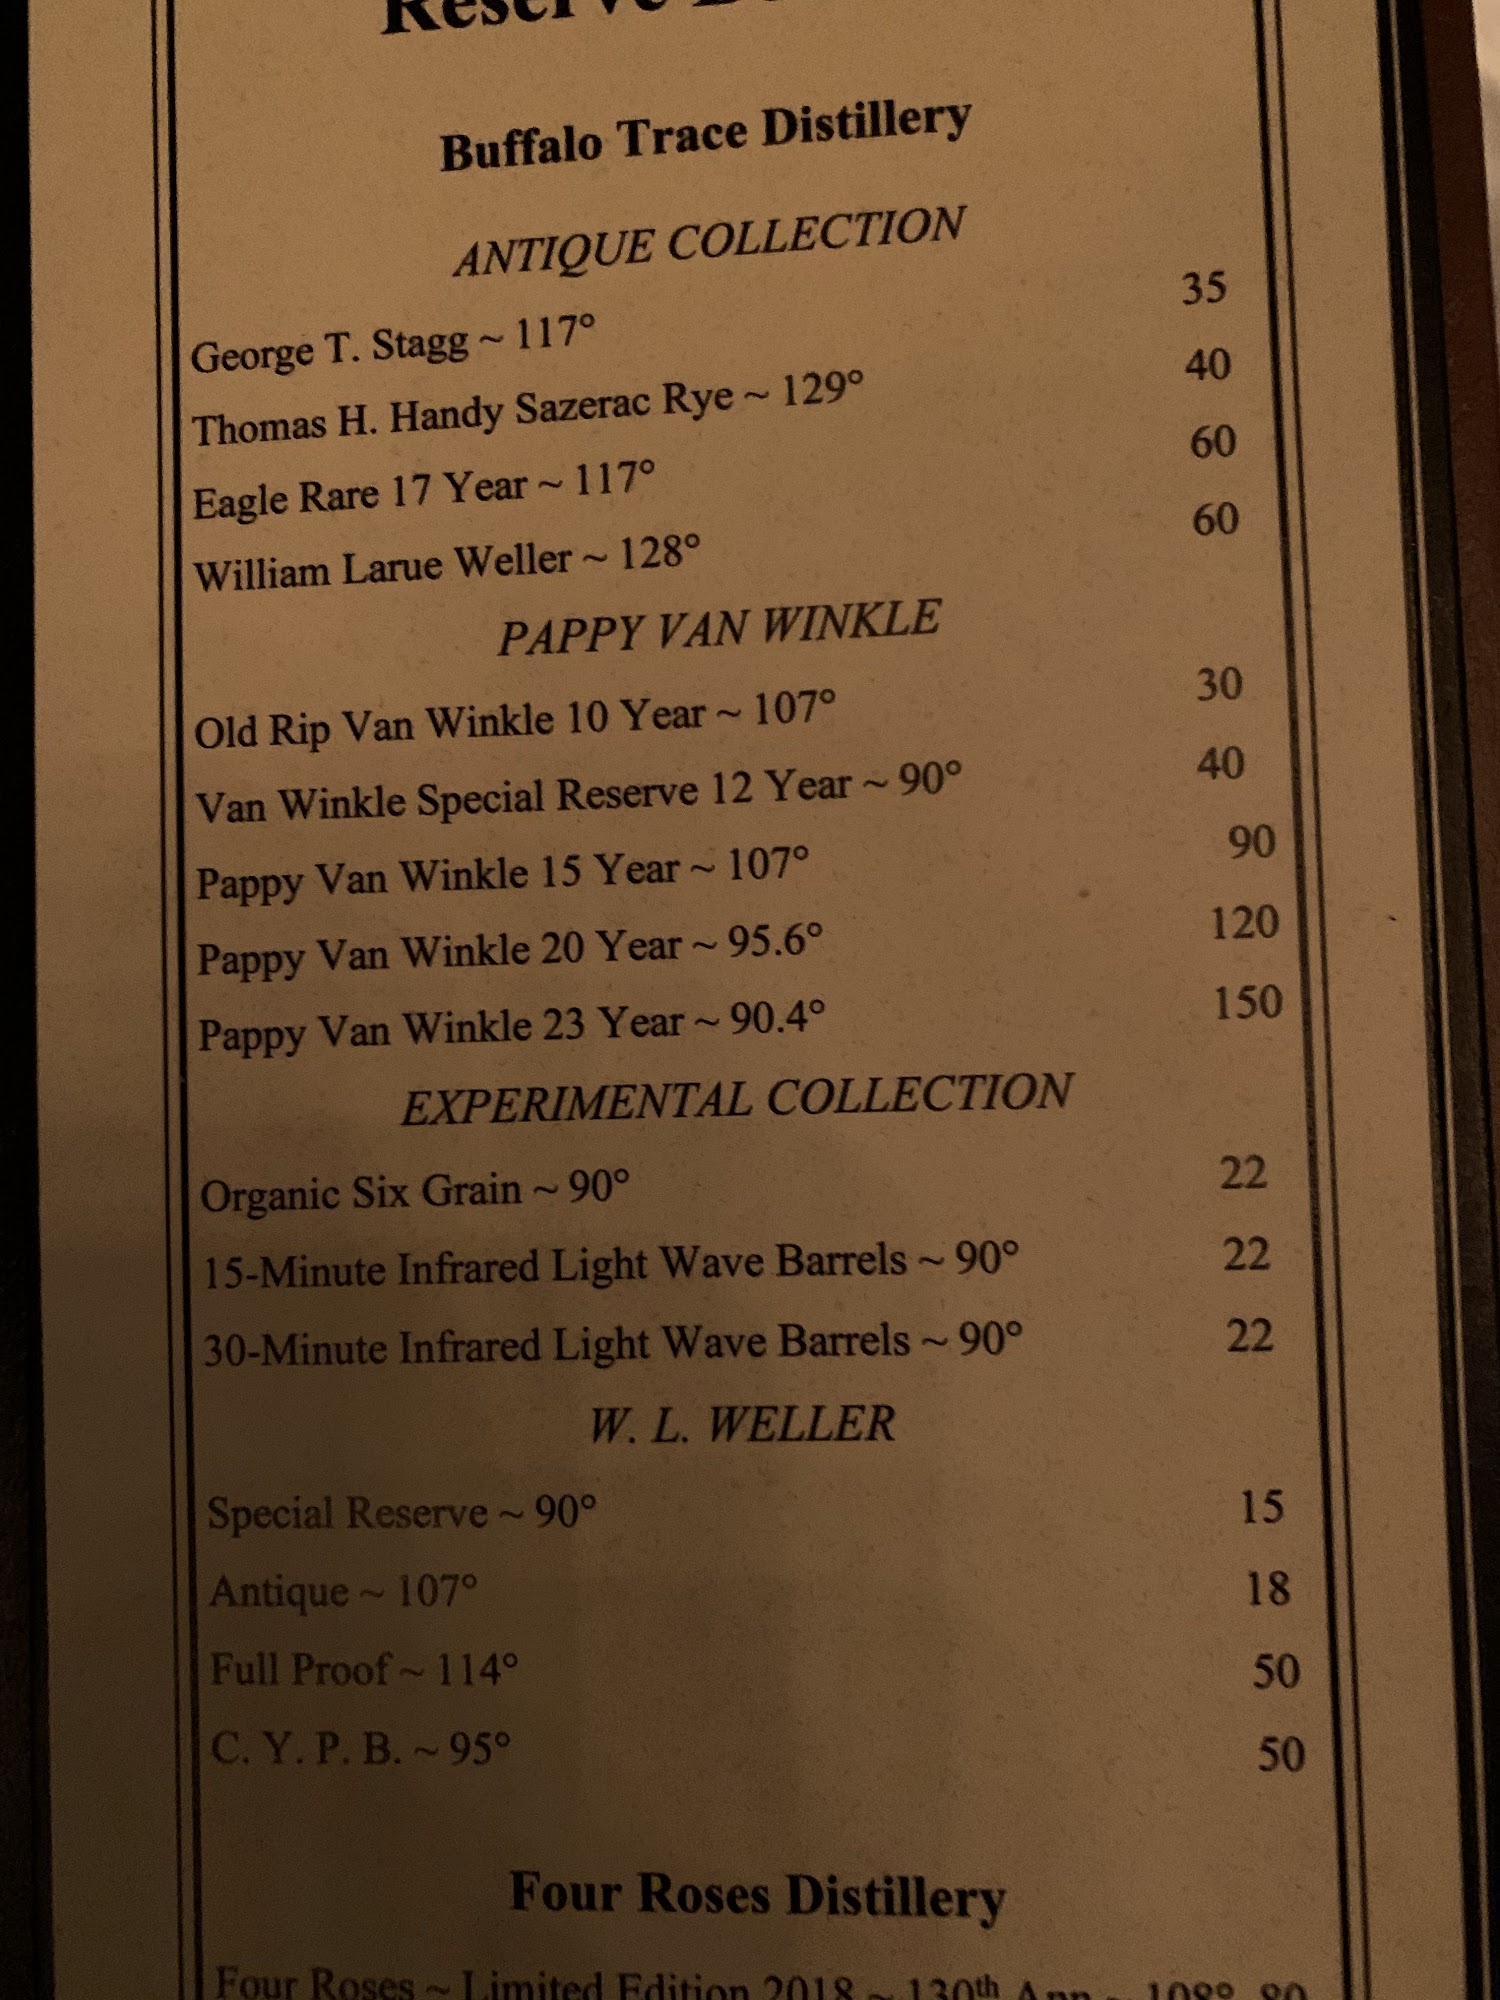 Reserve
Buffalo Trace Distillery
ANTIQUE COLLECTION
George T. Stagg ~ 117° 35
Thomas H. Handy Sazerac Rye ~ 129° 40
Eagle Rare 17 Year ~ 117° 60
William Larue Weller ~ 128° 60
PAPPY VAN WINKLE
Old Rip Van Winkle 10 Year ~ 107° 30
Van Winkle Special Reserve 12 Year ~ 90° 40
Pappy Van Winkle 15 Year ~ 107° 90
Pappy Van Winkle 20 Year ~ 95.6° 120
Pappy Van Winkle 23 Year ~ 90.4° 150
EXPERIMENTAL COLLECTION
Organic Six Grain ~ 90° 22
15-Minute Infrared Light Wave Barrels ~ 90° 22
30-Minute Infrared Light Wave Barrels ~ 90° 22
W. L. WELLER
Special Reserve ~ 90° 15
Antique ~ 107° 18
Full Proof ~ 114° 50
C. Y. P. B. ~ 95° 50
Four Roses Distillery
Four Roses ~ Limited Edition 2018 ~ 130th Ann ~ 108° 80